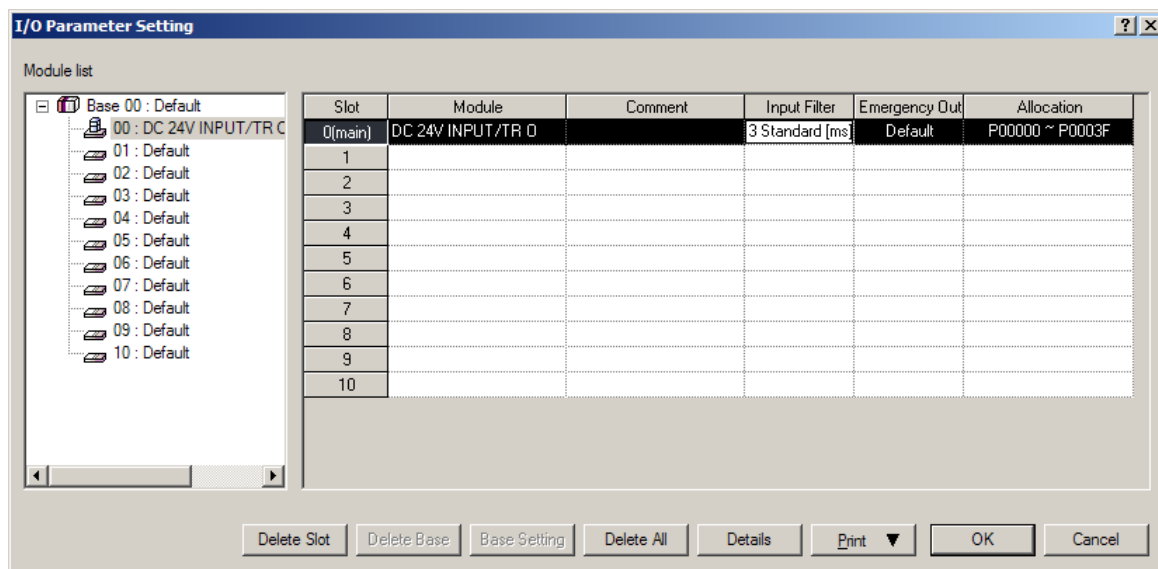 I/O Parameter Setting
Module list
Base 00 : Default
00 : DC 24V INPUT/TR O
01 : Default
02 : Default
03 : Default
04 : Default
05 : Default
06 : Default
07 : Default
08 : Default
09 : Default
10 : Default
Slot Module Comment Input Filter Emergency Out Allocation
0(main) DC 24V INPUT/TR O 3 Standard [ms] Default P00000 ~ P0003F
1
2
3
4
5
6
7
8
9
10
Delete Slot Delete Base Base Setting Delete All Details Print ▼ OK Cancel